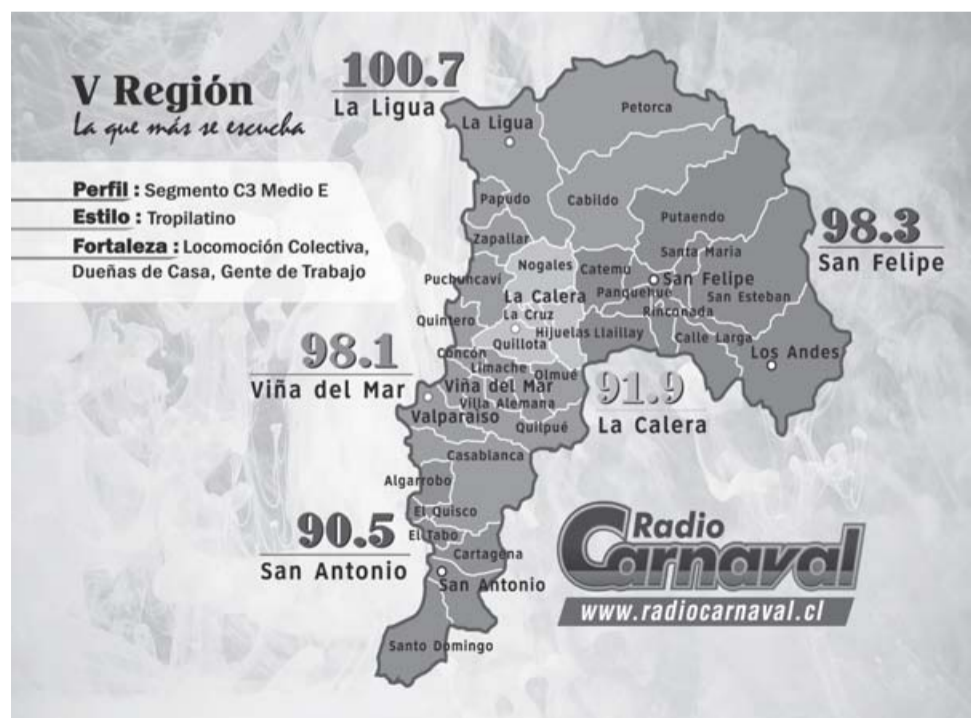 V Región
La que más se escucha
Perfil : Segmento C3 Medio E
Estilo : Tropilatino
Fortaleza : Locomoción Colectiva,
Dueñas de Casa, Gente de Trabajo
100.7
La Ligua
98.3
San Felipe
98.1
Viña del Mar
91.9
La Calera
90.5
San Antonio
Petorca
La Ligua
Papudo
Cabildo
Putaendo
Zapallar
Santa Maria
Nogales
Catemu
San Felipe
Puchuncaví
La Calera
Panquehue
San Esteban
La Cruz
Rinconada
Quintero
Hijuelas
Llaillay
Calle Larga
Quillota
Los Andes
Concón
Limache
Olmué
Viña del Mar
Villa Alemana
Valparaíso
Quilpué
Casablanca
Algarrobo
El Quisco
El Tabo
Cartagena
San Antonio
Santo Domingo
Radio
Carnaval
www.radiocarnaval.cl